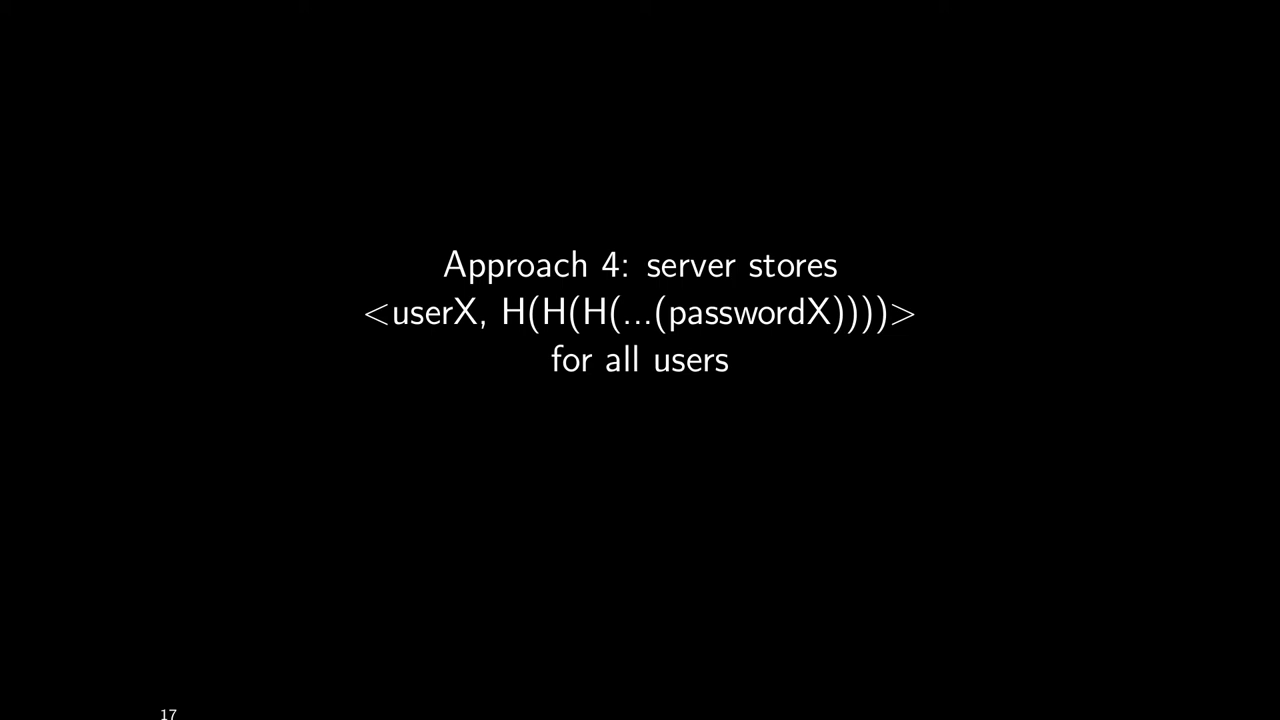 Approach 4: server stores
<userX, H(H(H(...(passwordX))))>
for all users
17